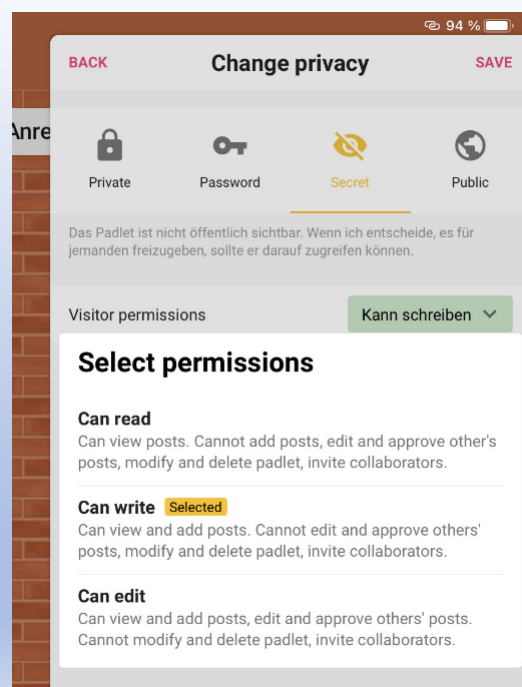 94 %
BACK
Change privacy
SAVE
Anre
Private
Password
Secret
Public
Das Padlet ist nicht öffentlich sichtbar. Wenn ich entscheide, es für
jemanden freizugeben, sollte er darauf zugreifen können.
Visitor permissions
Kann schreiben
Select permissions
Can read
Can view posts. Cannot add posts, edit and approve other's
posts, modify and delete padlet, invite collaborators.
Can write Selected
Can view and add posts. Cannot edit and approve others'
posts, modify and delete padlet, invite collaborators.
Can edit
Can view and add posts, edit and approve others' posts.
Cannot modify and delete padlet, invite collaborators.